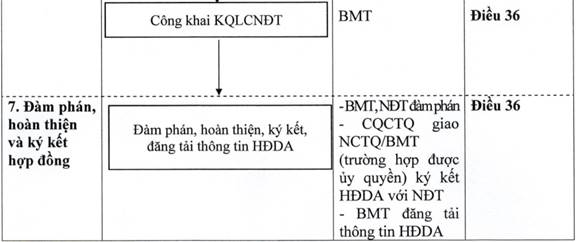 Công khai KQLCNĐT
BMT
Điều 36
7. Đàm phán,
hoàn thiện
và ký kết
hợp đồng
Đàm phán, hoàn thiện, ký kết,
đăng tải thông tin HĐDA
-BMT,NĐT đàm phán
- CQCTQ giao
NCTQ/BMT
(trường hợp được
ủy quyền) ký kết
HĐDA với NĐT
- BMT đăng tải
thông tin HĐDA
Điều 36